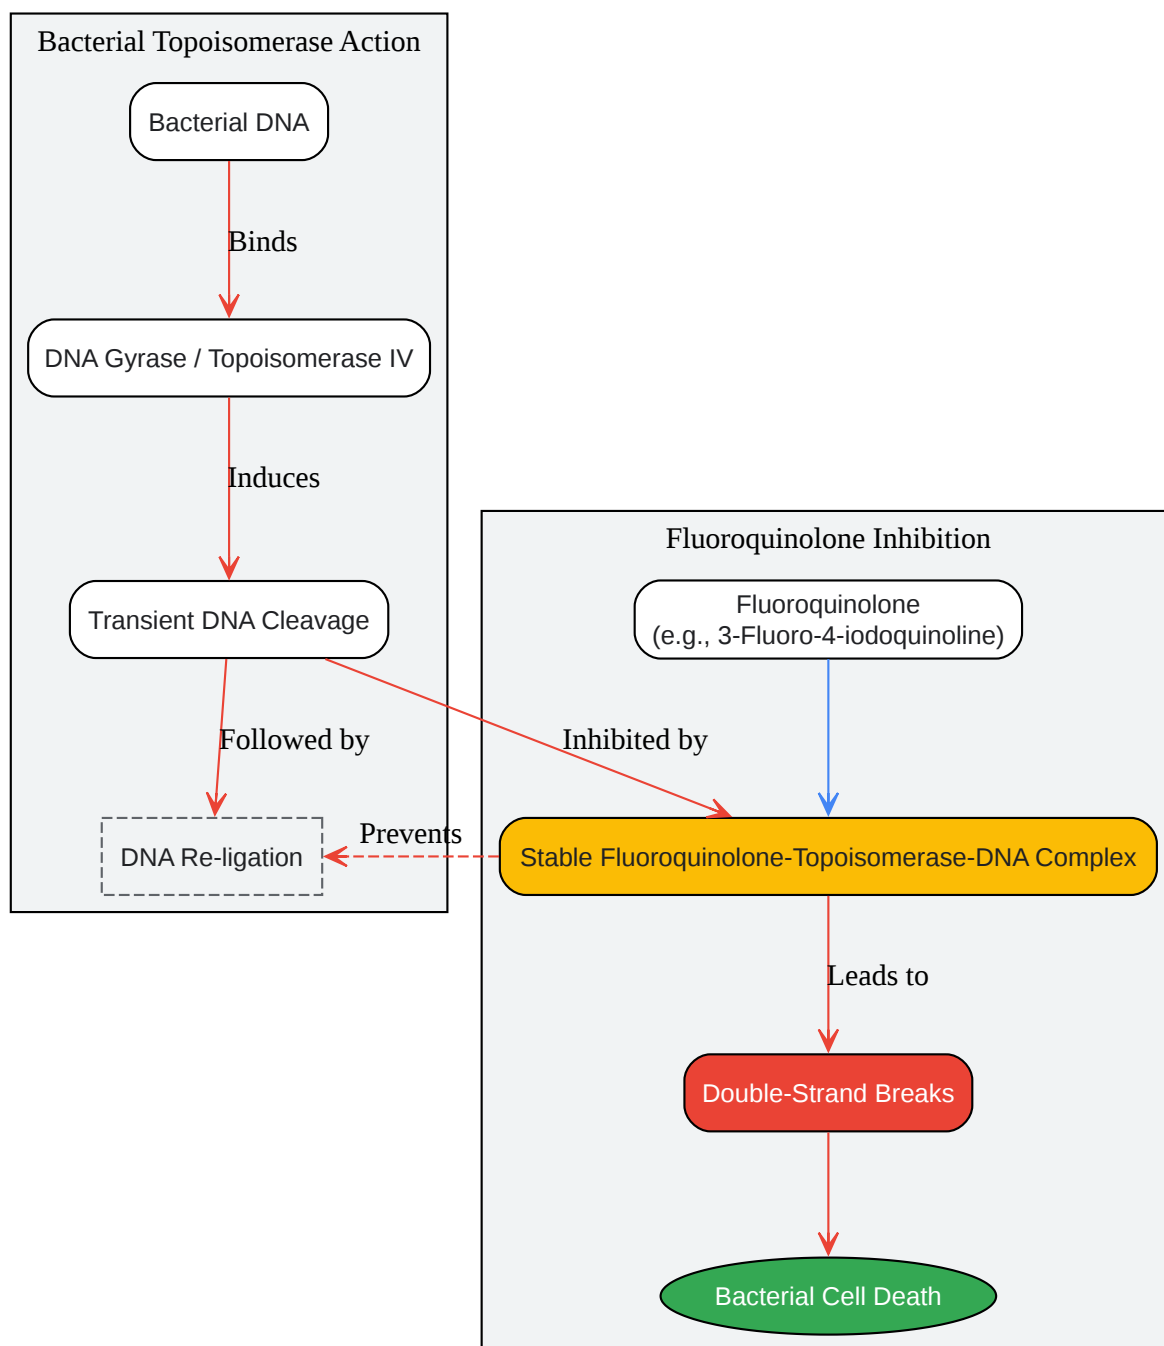 Bacterial Topoisomerase Action
Bacterial DNA
Binds
DNA Gyrase / Topoisomerase IV
Induces
Transient DNA Cleavage
Followed by
DNA Re-ligation
Fluoroquinolone Inhibition
Fluoroquinolone
(e.g., 3-Fluoro-4-iodoquinoline)
Inhibited by
Prevents
Stable Fluoroquinolone-Topoisomerase-DNA Complex
Leads to
Double-Strand Breaks
Bacterial Cell Death